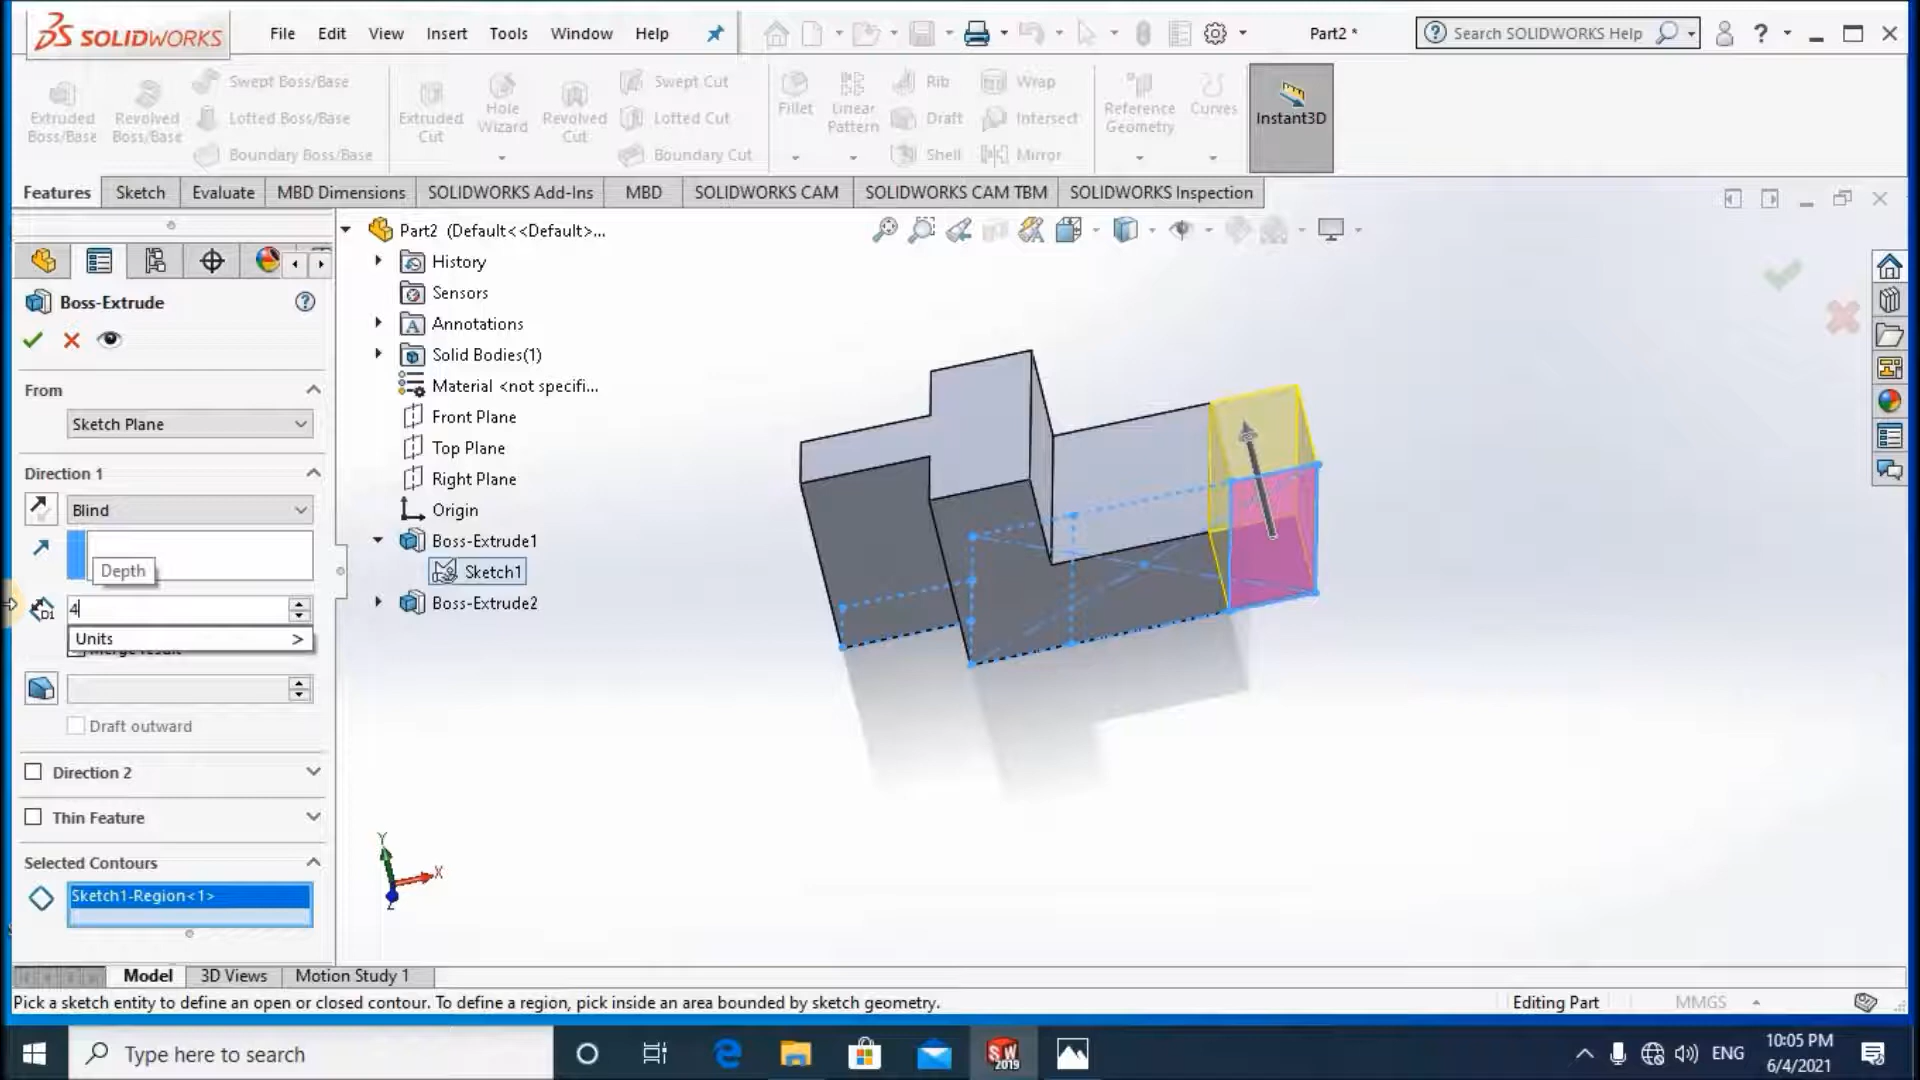 SOLIDWORKS
File Edit View Insert Tools Window Help
Part2 *
Search SOLIDWORKS Help
?
Extruded Boss/Base
Revolved Boss/Base
Swept Boss/Base
Lofted Boss/Base
Boundary Boss/Base
Extruded Cut
Hole Wizard
Revolved Cut
Swept Cut
Lofted Cut
Boundary Cut
Fillet
Linear Pattern
Rib
Draft
Shell
Wrap
Intersect
Mirror
Reference Geometry
Curves
Instant3D
Features Sketch Evaluate MBD Dimensions SOLIDWORKS Add-Ins MBD SOLIDWORKS CAM SOLIDWORKS CAM TBM SOLIDWORKS Inspection
Boss-Extrude
From
Sketch Plane
Direction 1
Blind
Depth
4
Units >
Merge result
Draft outward
Direction 2
Thin Feature
Selected Contours
Sketch1-Region<1>
Part2 (Default<<Default>...
History
Sensors
Annotations
Solid Bodies(1)
Material <not specifi...
Front Plane
Top Plane
Right Plane
Origin
Boss-Extrude1
Sketch1
Boss-Extrude2
Y
X
Z
Model 3D Views Motion Study 1
Pick a sketch entity to define an open or closed contour. To define a region, pick inside an area bounded by sketch geometry.
Editing Part
MMGS
Type here to search
SW 2019
ENG
10:05 PM
6/4/2021